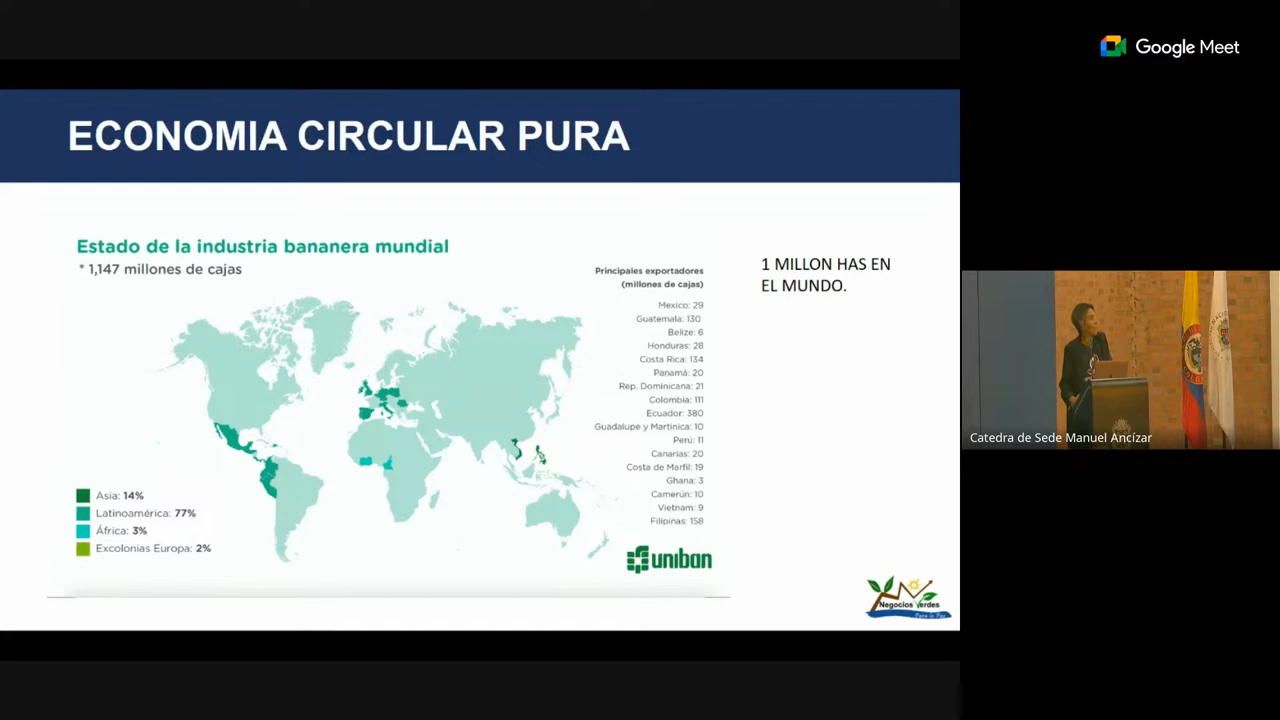 Google Meet
ECONOMIA CIRCULAR PURA
Estado de la industria bananera mundial
* 1,147 millones de cajas
Principales exportadores
(millones de cajas)
Mexico: 29
Guatemala: 130
Belize: 6
Honduras: 28
Costa Rica: 134
Panamá: 20
Rep. Dominicana: 21
Colombia: 111
Ecuador: 380
Guadalupe y Martinica: 10
Perú: 11
Canarias: 20
Costa de Marfil: 19
Ghana: 3
Camerún: 10
Vietnam: 9
Filipinas: 158
1 MILLON HAS EN
EL MUNDO.
Asia: 14%
Latinoamérica: 77%
África: 3%
Excolonias Europa: 2%
uniban
Negocios Verdes
Para la Paz
Catedra de Sede Manuel Ancízar